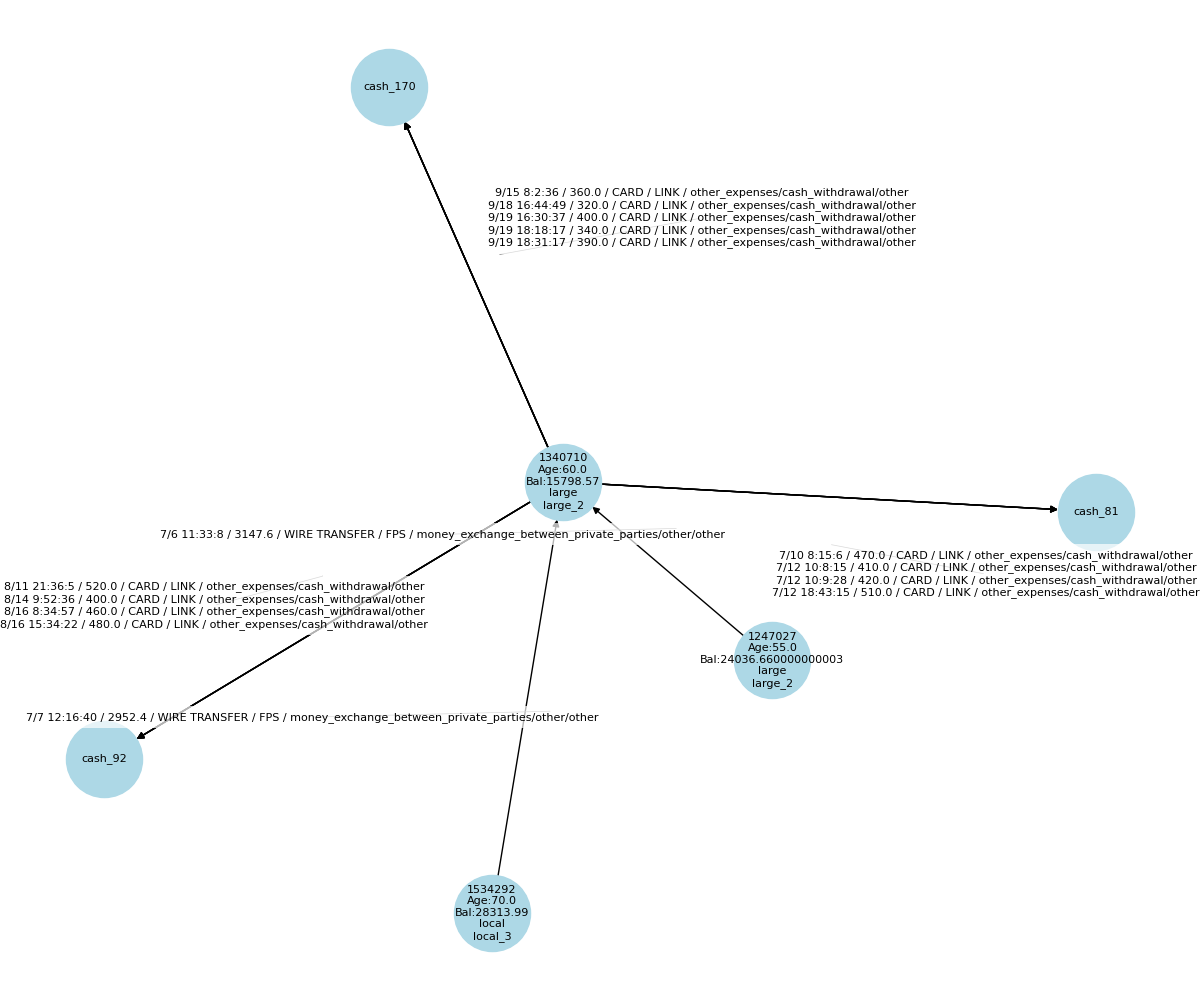 cash_170
9/15 8:2:36 / 360.0 / CARD / LINK / other_expenses/cash_withdrawal/other
9/18 16:44:49 / 320.0 / CARD / LINK / other_expenses/cash_withdrawal/other
9/19 16:30:37 / 400.0 / CARD / LINK / other_expenses/cash_withdrawal/other
9/19 18:18:17 / 340.0 / CARD / LINK / other_expenses/cash_withdrawal/other
9/19 18:31:17 / 390.0 / CARD / LINK / other_expenses/cash_withdrawal/other
1340710
Age:60.0
Bal:15798.57
large
large_2
cash_81
7/6 11:33:8 / 3147.6 / WIRE TRANSFER / FPS / money_exchange_between_private_parties/other/other
7/10 8:15:6 / 470.0 / CARD / LINK / other_expenses/cash_withdrawal/other
7/12 10:8:15 / 410.0 / CARD / LINK / other_expenses/cash_withdrawal/other
7/12 10:9:28 / 420.0 / CARD / LINK / other_expenses/cash_withdrawal/other
7/12 18:43:15 / 510.0 / CARD / LINK / other_expenses/cash_withdrawal/other
8/11 21:36:5 / 520.0 / CARD / LINK / other_expenses/cash_withdrawal/other
8/14 9:52:36 / 400.0 / CARD / LINK / other_expenses/cash_withdrawal/other
8/16 8:34:57 / 460.0 / CARD / LINK / other_expenses/cash_withdrawal/other
8/16 15:34:22 / 480.0 / CARD / LINK / other_expenses/cash_withdrawal/other
1247027
Age:55.0
Bal:24036.660000000003
large
large_2
7/7 12:16:40 / 2952.4 / WIRE TRANSFER / FPS / money_exchange_between_private_parties/other/other
cash_92
1534292
Age:70.0
Bal:28313.99
local
local_3